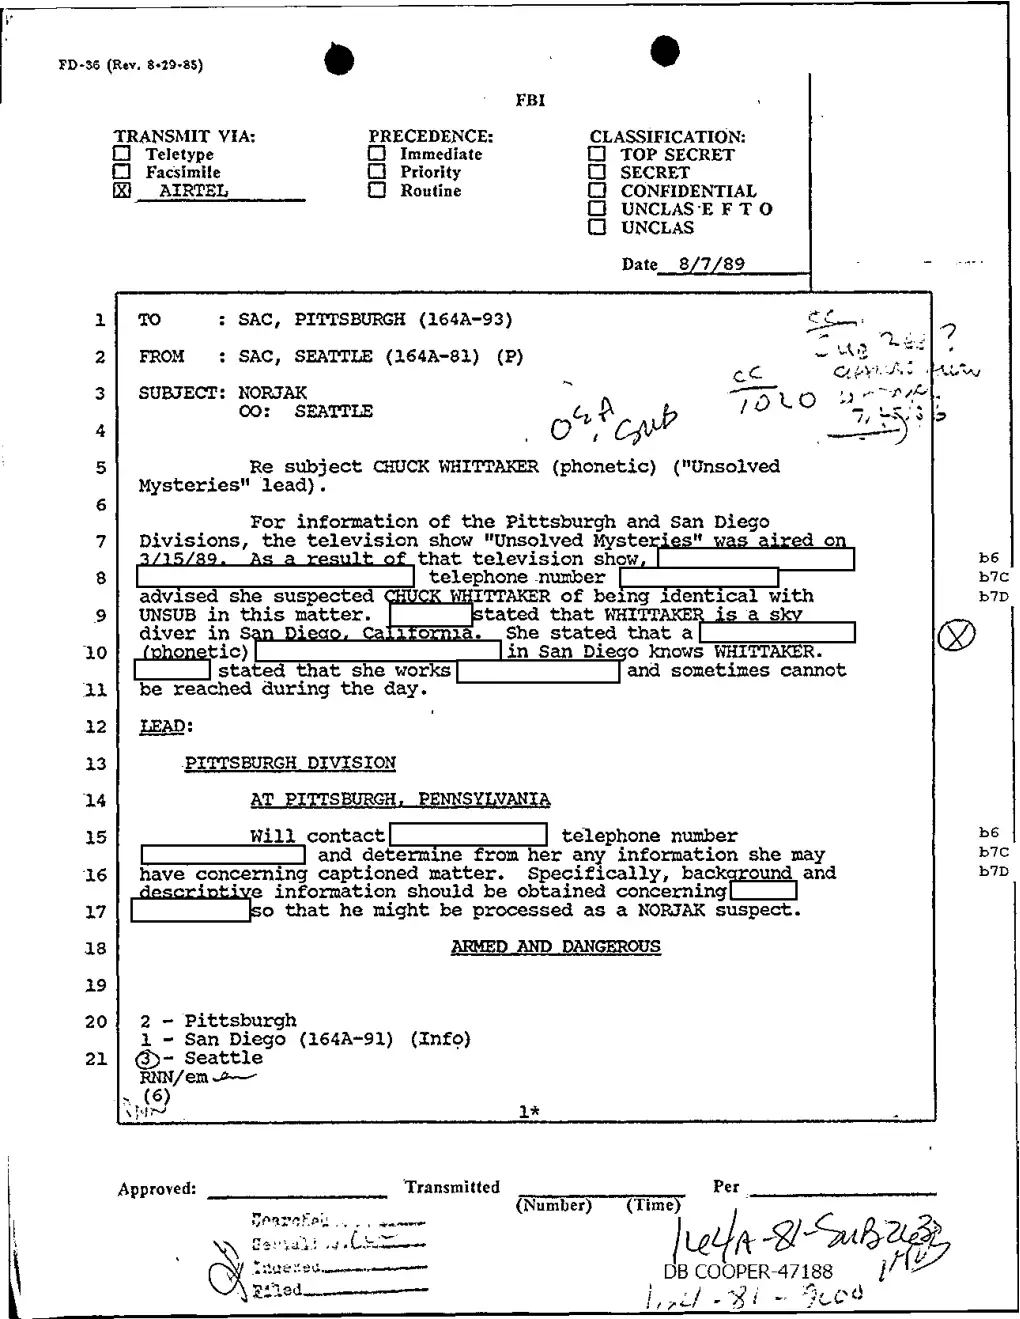 FD-36 (Rev. 8-29-85)
FBI
TRANSMIT VIA: PRECEDENCE: CLASSIFICATION:
☐ Teletype ☐ Immediate ☐ TOP SECRET
☐ Facsimile ☐ Priority ☐ SECRET
☒ AIRTEL ☐ Routine ☐ CONFIDENTIAL
☐ UNCLAS E F T O
☐ UNCLAS
Date 8/7/89
1 TO : SAC, PITTSBURGH (164A-93)
2 FROM : SAC, SEATTLE (164A-81) (P)
cc
Sub 26 ?
cc
1020
3 SUBJECT: NORJAK
OO: SEATTLE
4
5 Re subject CHUCK WHITTAKER (phonetic) ("Unsolved
Mysteries" lead).
6
For information of the Pittsburgh and San Diego
7 Divisions, the television show "Unsolved Mysteries" was aired on
3/15/89. As a result of that television show, b6
8 telephone number b7C
advised she suspected CHUCK WHITTAKER of being identical with b7D
9 UNSUB in this matter. stated that WHITTAKER is a sky
diver in San Diego, California. She stated that a
10 (phonetic) in San Diego knows WHITTAKER.
stated that she works and sometimes cannot
11 be reached during the day.
12 LEAD:
13 PITTSBURGH DIVISION
14 AT PITTSBURGH, PENNSYLVANIA
15 Will contact telephone number b6
and determine from her any information she may b7C
16 have concerning captioned matter. Specifically, background and b7D
descriptive information should be obtained concerning
17 so that he might be processed as a NORJAK suspect.
18 ARMED AND DANGEROUS
19
20 2 - Pittsburgh
1 - San Diego (164A-91) (Info)
21 3 - Seattle
RNN/em
(6)
1*
Approved: Transmitted Per
(Number) (Time)
Searched
Serialized
Indexed
Filed
DB COOPER-47188